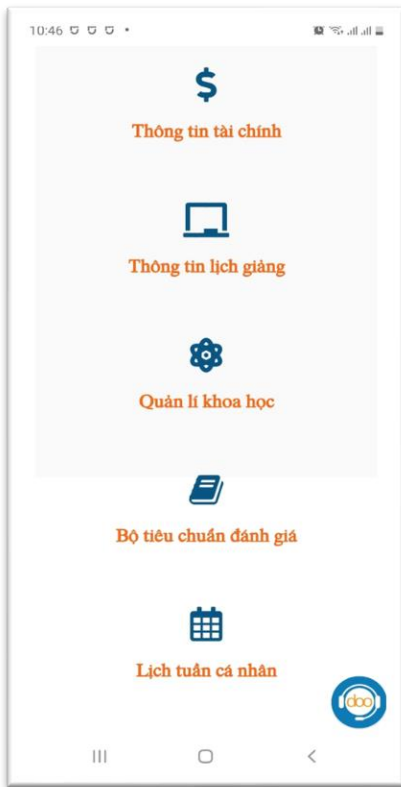 10:46
Thông tin tài chính
Thông tin lịch giảng
Quản lí khoa học
Bộ tiêu chuẩn đánh giá
Lịch tuần cá nhân
doo